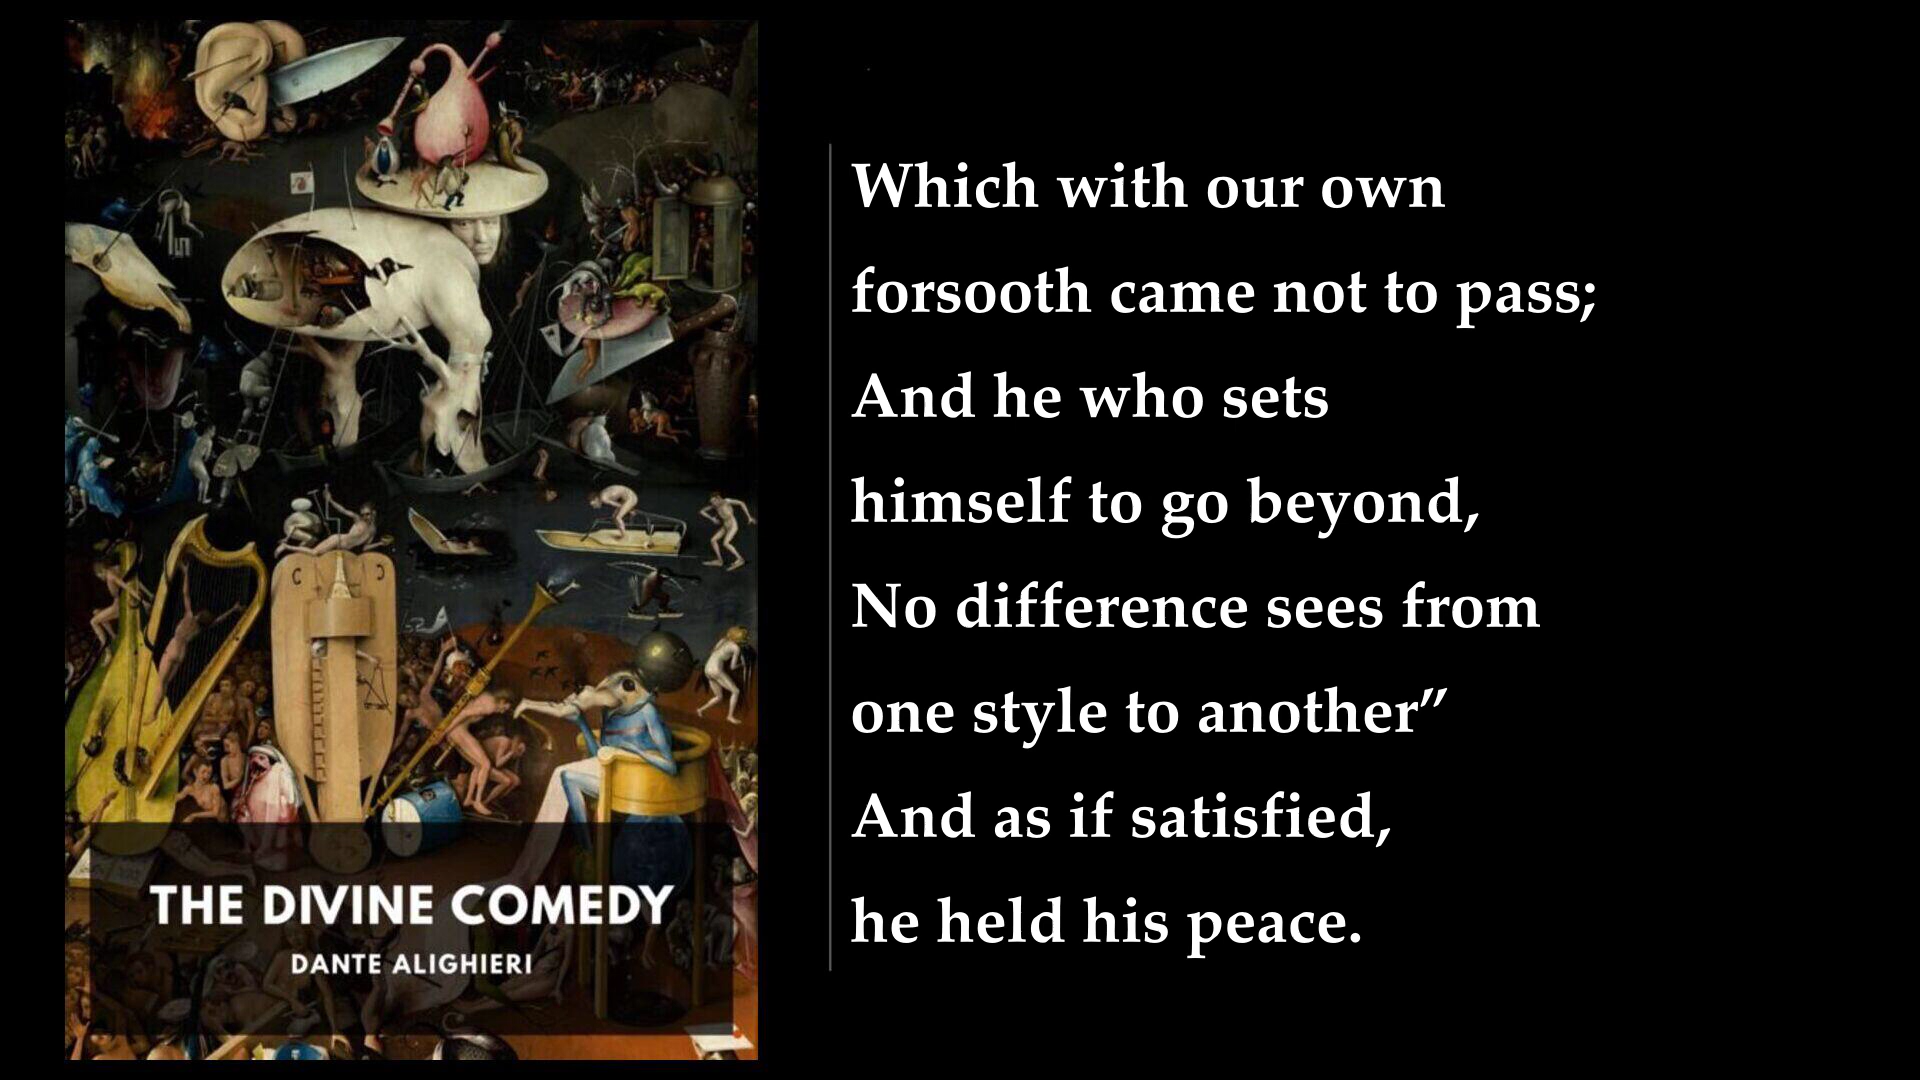 Which with our own
forsooth came not to pass;
And he who sets
himself to go beyond,
No difference sees from
one style to another”
And as if satisfied,
he held his peace.
THE DIVINE COMEDY
DANTE ALIGHIERI